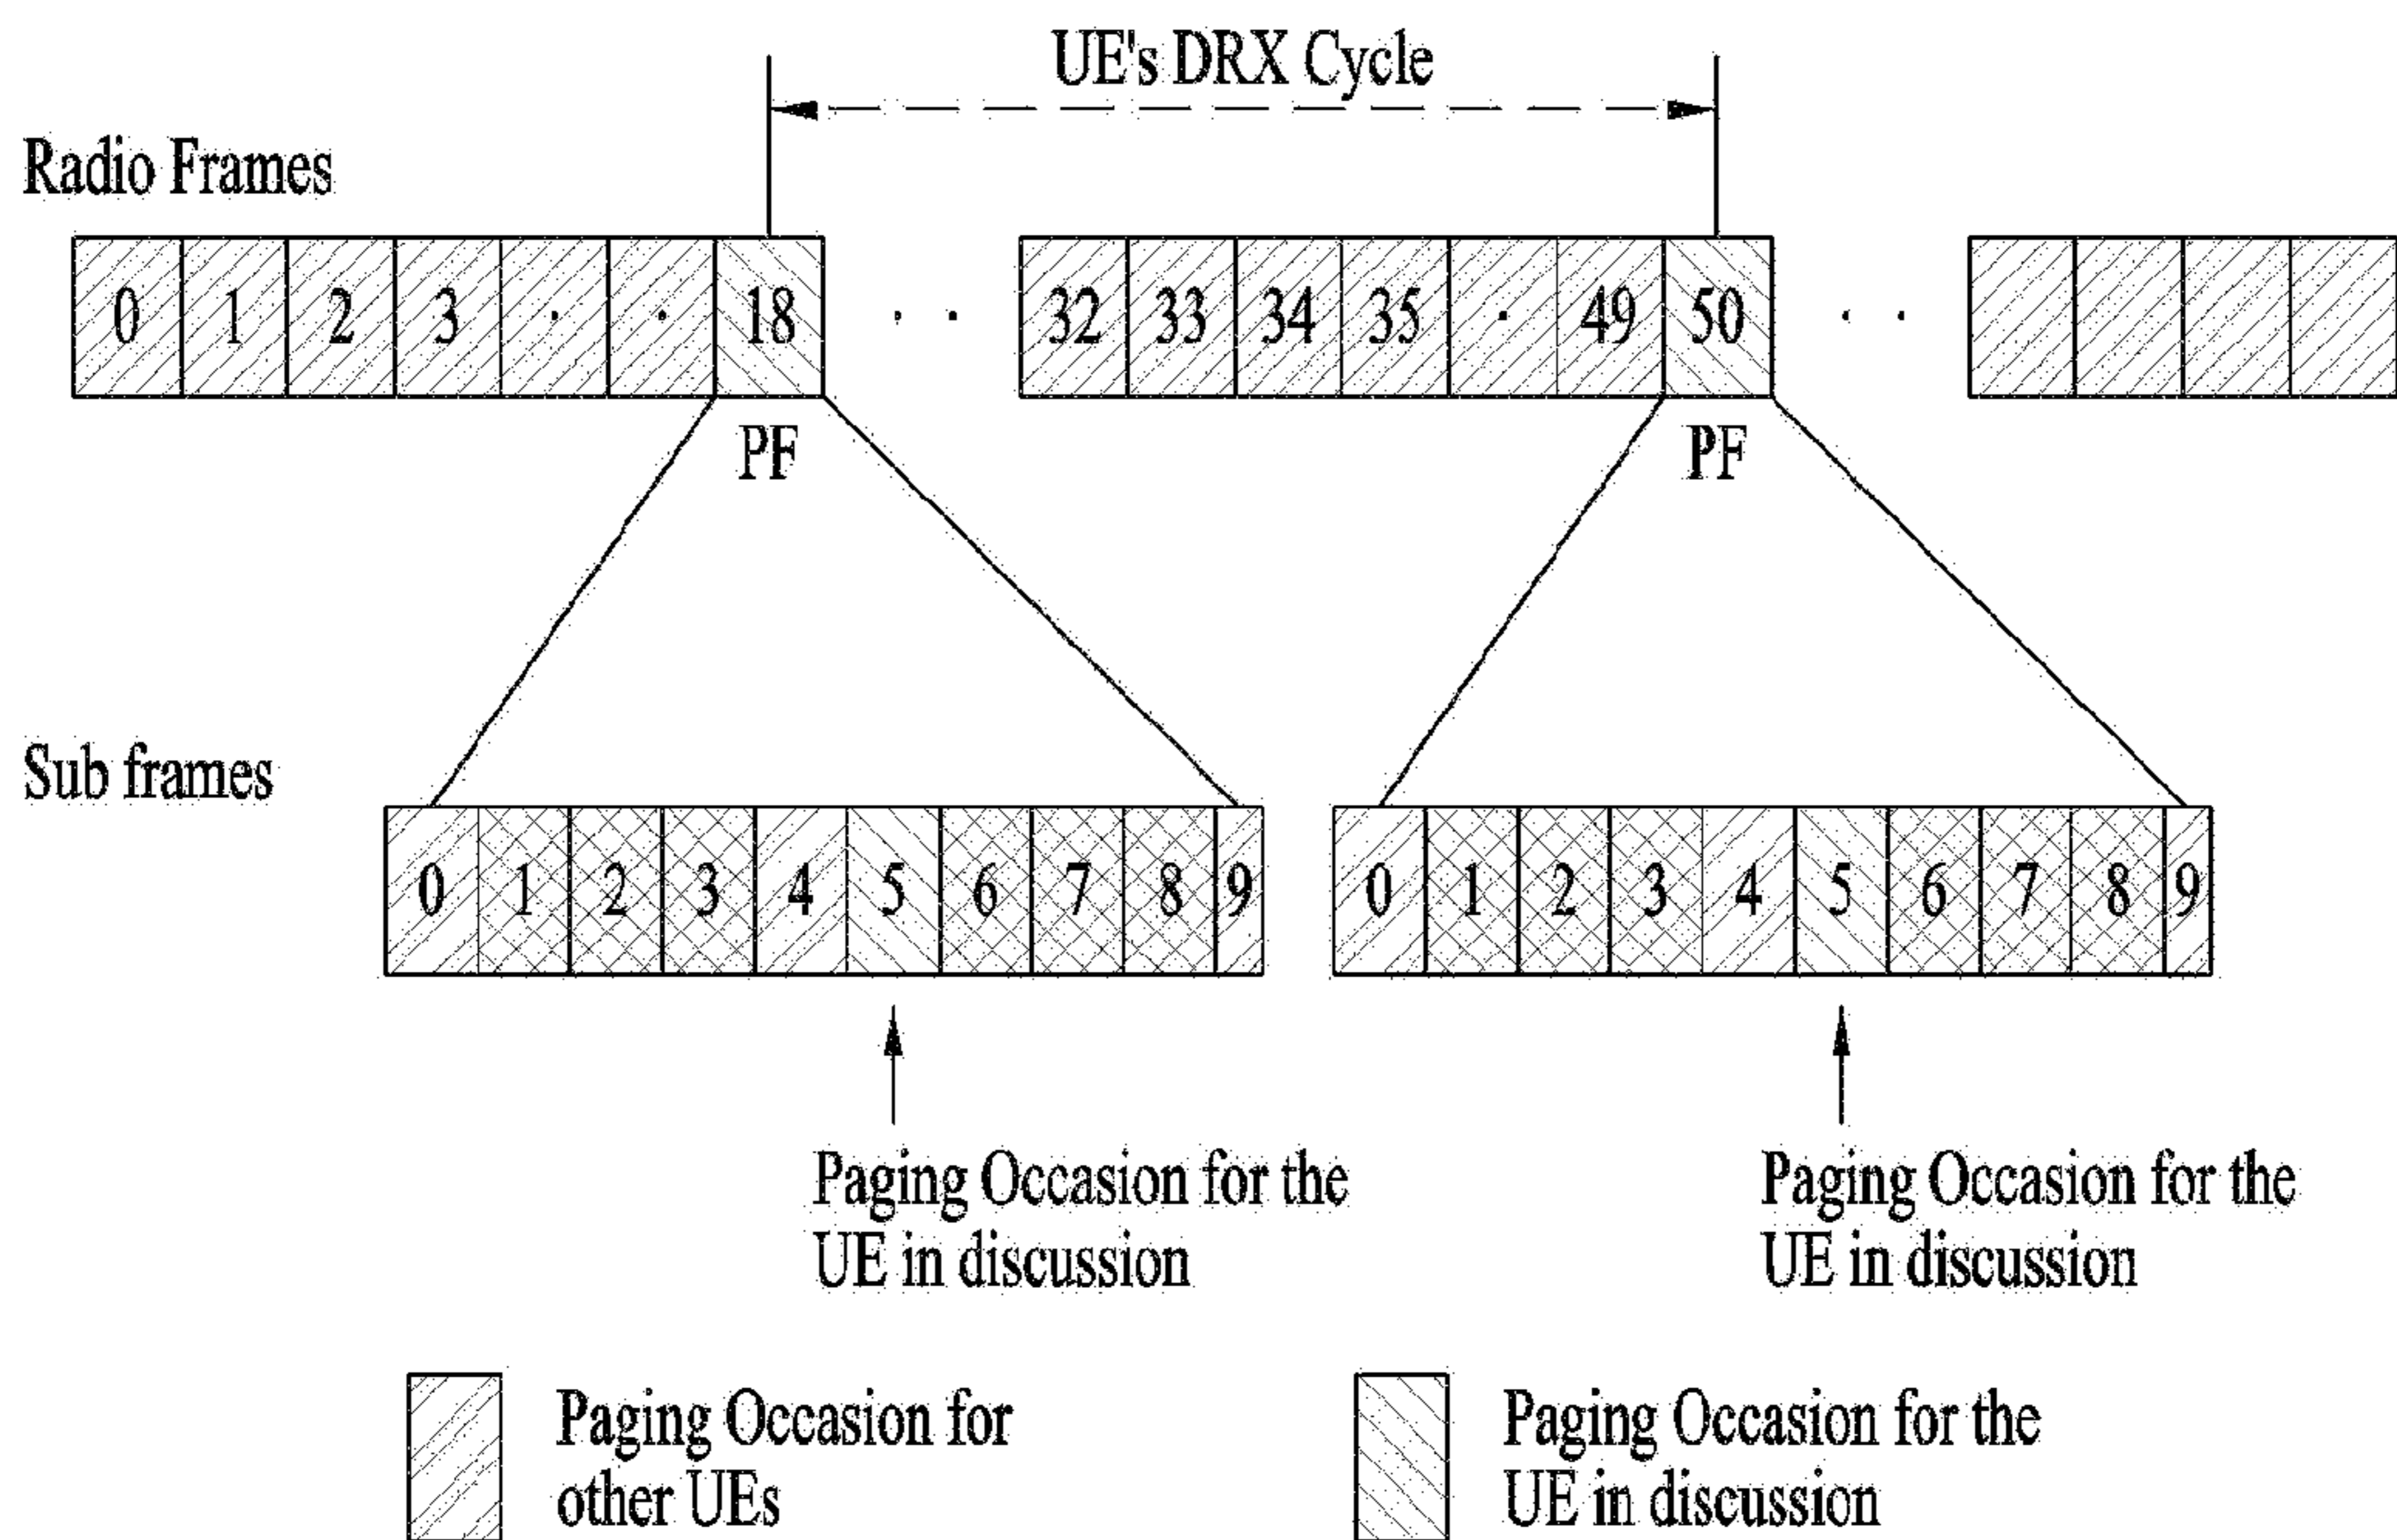 UE's DRX Cycle
Radio Frames
0 1 2 3 . . 18 . . 32 33 34 35 . 49 50 . .
PF PF
Sub frames
0 1 2 3 4 5 6 7 8 9 0 1 2 3 4 5 6 7 8 9
Paging Occasion for the
UE in discussion
Paging Occasion for the
UE in discussion
Paging Occasion for
other UEs
Paging Occasion for the
UE in discussion